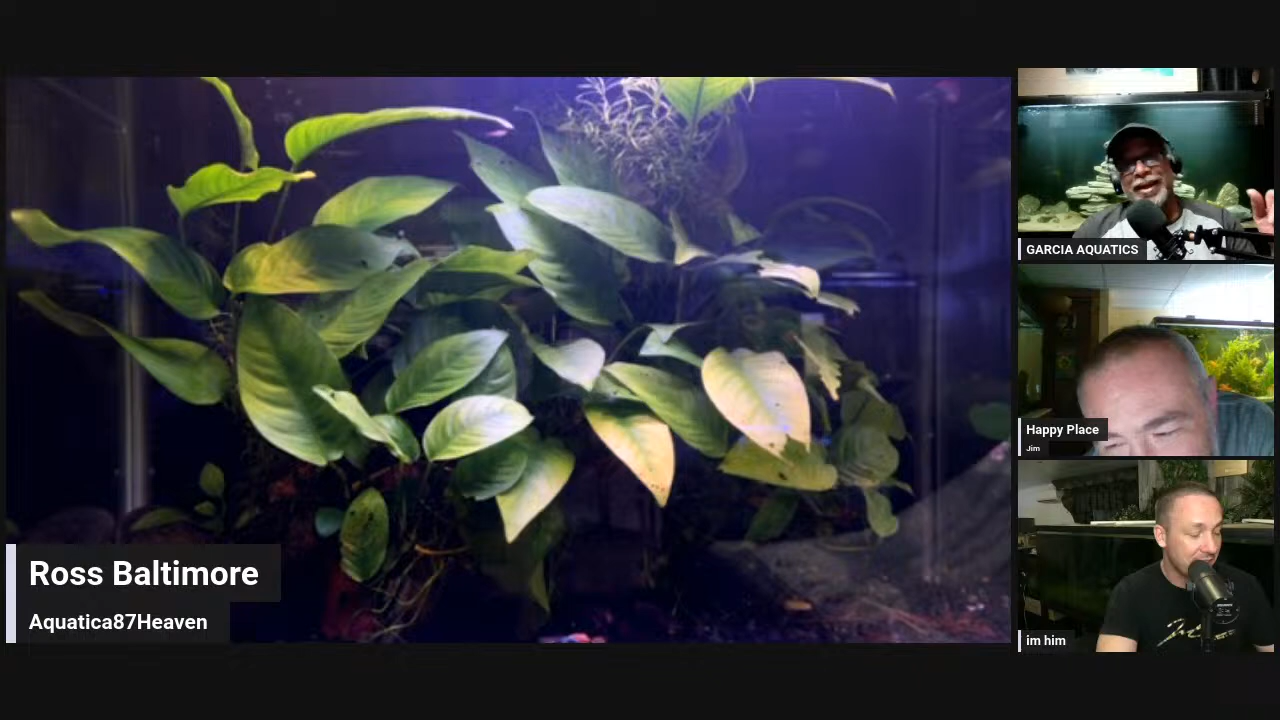 Ross Baltimore
Aquatica87Heaven
GARCIA AQUATICS
Happy Place
Jim
im him